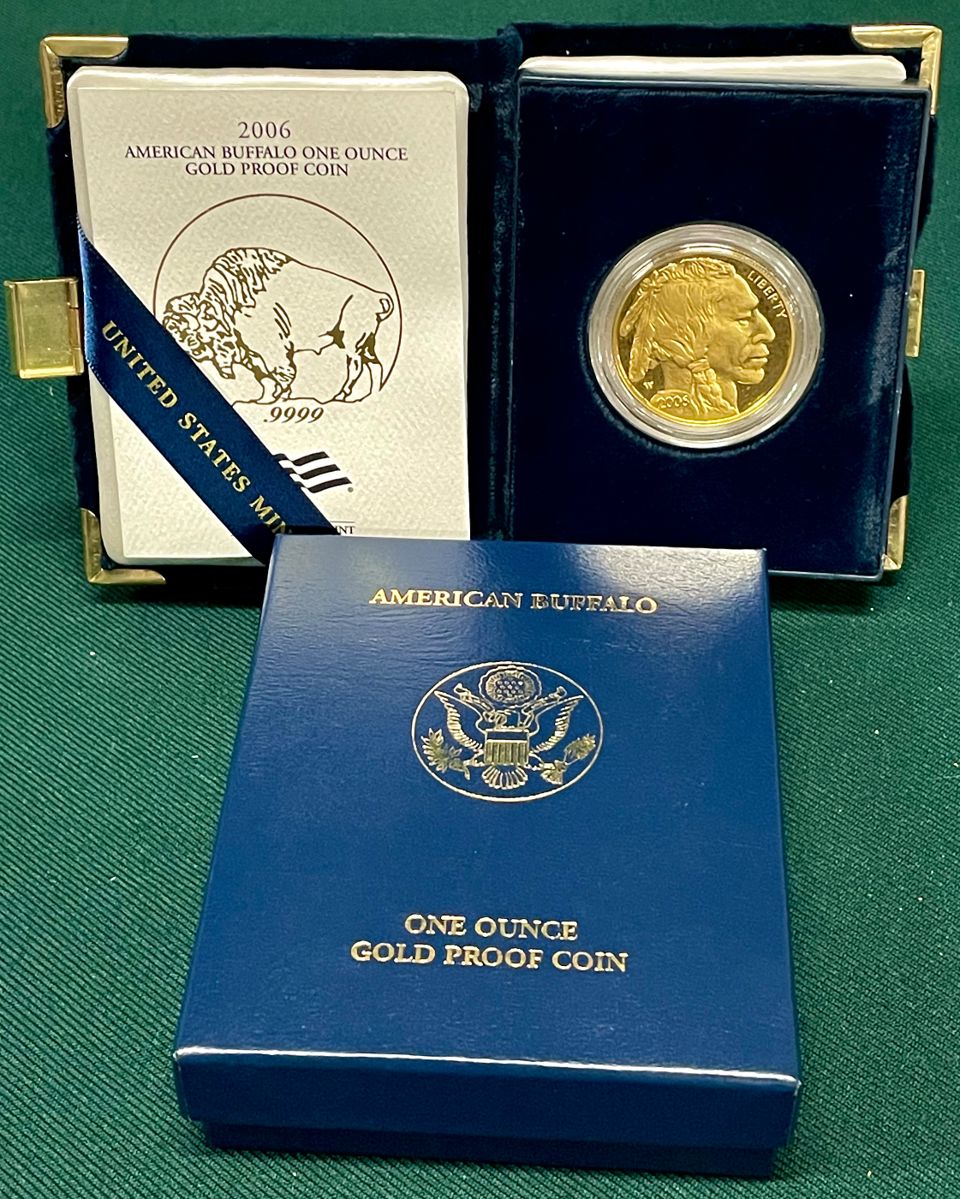 2006
AMERICAN BUFFALO ONE OUNCE
GOLD PROOF COIN
9999
UNITED STATES
LIBERTY
2006
AMERICAN BUFFALO
ONE OUNCE
GOLD PROOF COIN